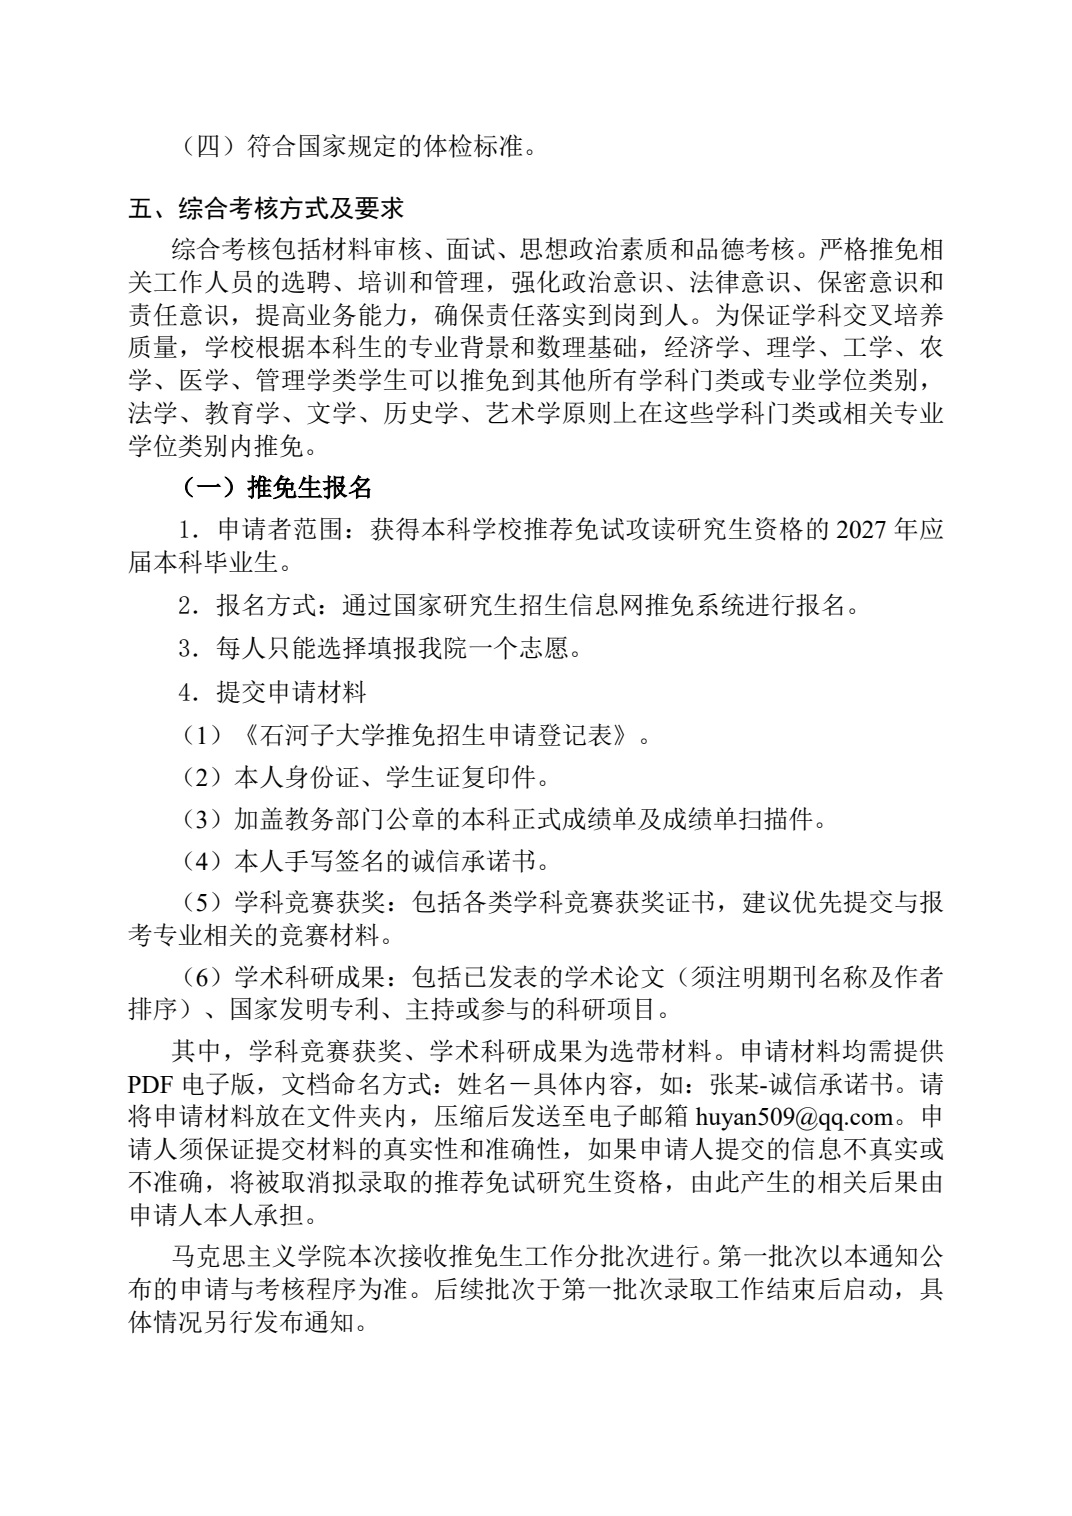 （四）符合国家规定的体检标准。
五、综合考核方式及要求
综合考核包括材料审核、面试、思想政治素质和品德考核。严格推免相
关工作人员的选聘、培训和管理，强化政治意识、法律意识、保密意识和
责任意识，提高业务能力，确保责任落实到岗到人。为保证学科交叉培养
质量，学校根据本科生的专业背景和数理基础，经济学、理学、工学、农
学、医学、管理学类学生可以推免到其他所有学科门类或专业学位类别，
法学、教育学、文学、历史学、艺术学原则上在这些学科门类或相关专业
学位类别内推免。
（一）推免生报名
1．申请者范围：获得本科学校推荐免试攻读研究生资格的 2027 年应
届本科毕业生。
2．报名方式：通过国家研究生招生信息网推免系统进行报名。
3．每人只能选择填报我院一个志愿。
4．提交申请材料
（1）《石河子大学推免招生申请登记表》。
（2）本人身份证、学生证复印件。
（3）加盖教务部门公章的本科正式成绩单及成绩单扫描件。
（4）本人手写签名的诚信承诺书。
（5）学科竞赛获奖：包括各类学科竞赛获奖证书，建议优先提交与报
考专业相关的竞赛材料。
（6）学术科研成果：包括已发表的学术论文（须注明期刊名称及作者
排序）、国家发明专利、主持或参与的科研项目。
其中，学科竞赛获奖、学术科研成果为选带材料。申请材料均需提供
PDF 电子版，文档命名方式：姓名－具体内容，如：张某-诚信承诺书。请
将申请材料放在文件夹内，压缩后发送至电子邮箱 huyan509@qq.com。申
请人须保证提交材料的真实性和准确性，如果申请人提交的信息不真实或
不准确，将被取消拟录取的推荐免试研究生资格，由此产生的相关后果由
申请人本人承担。
马克思主义学院本次接收推免生工作分批次进行。第一批次以本通知公
布的申请与考核程序为准。后续批次于第一批次录取工作结束后启动，具
体情况另行发布通知。